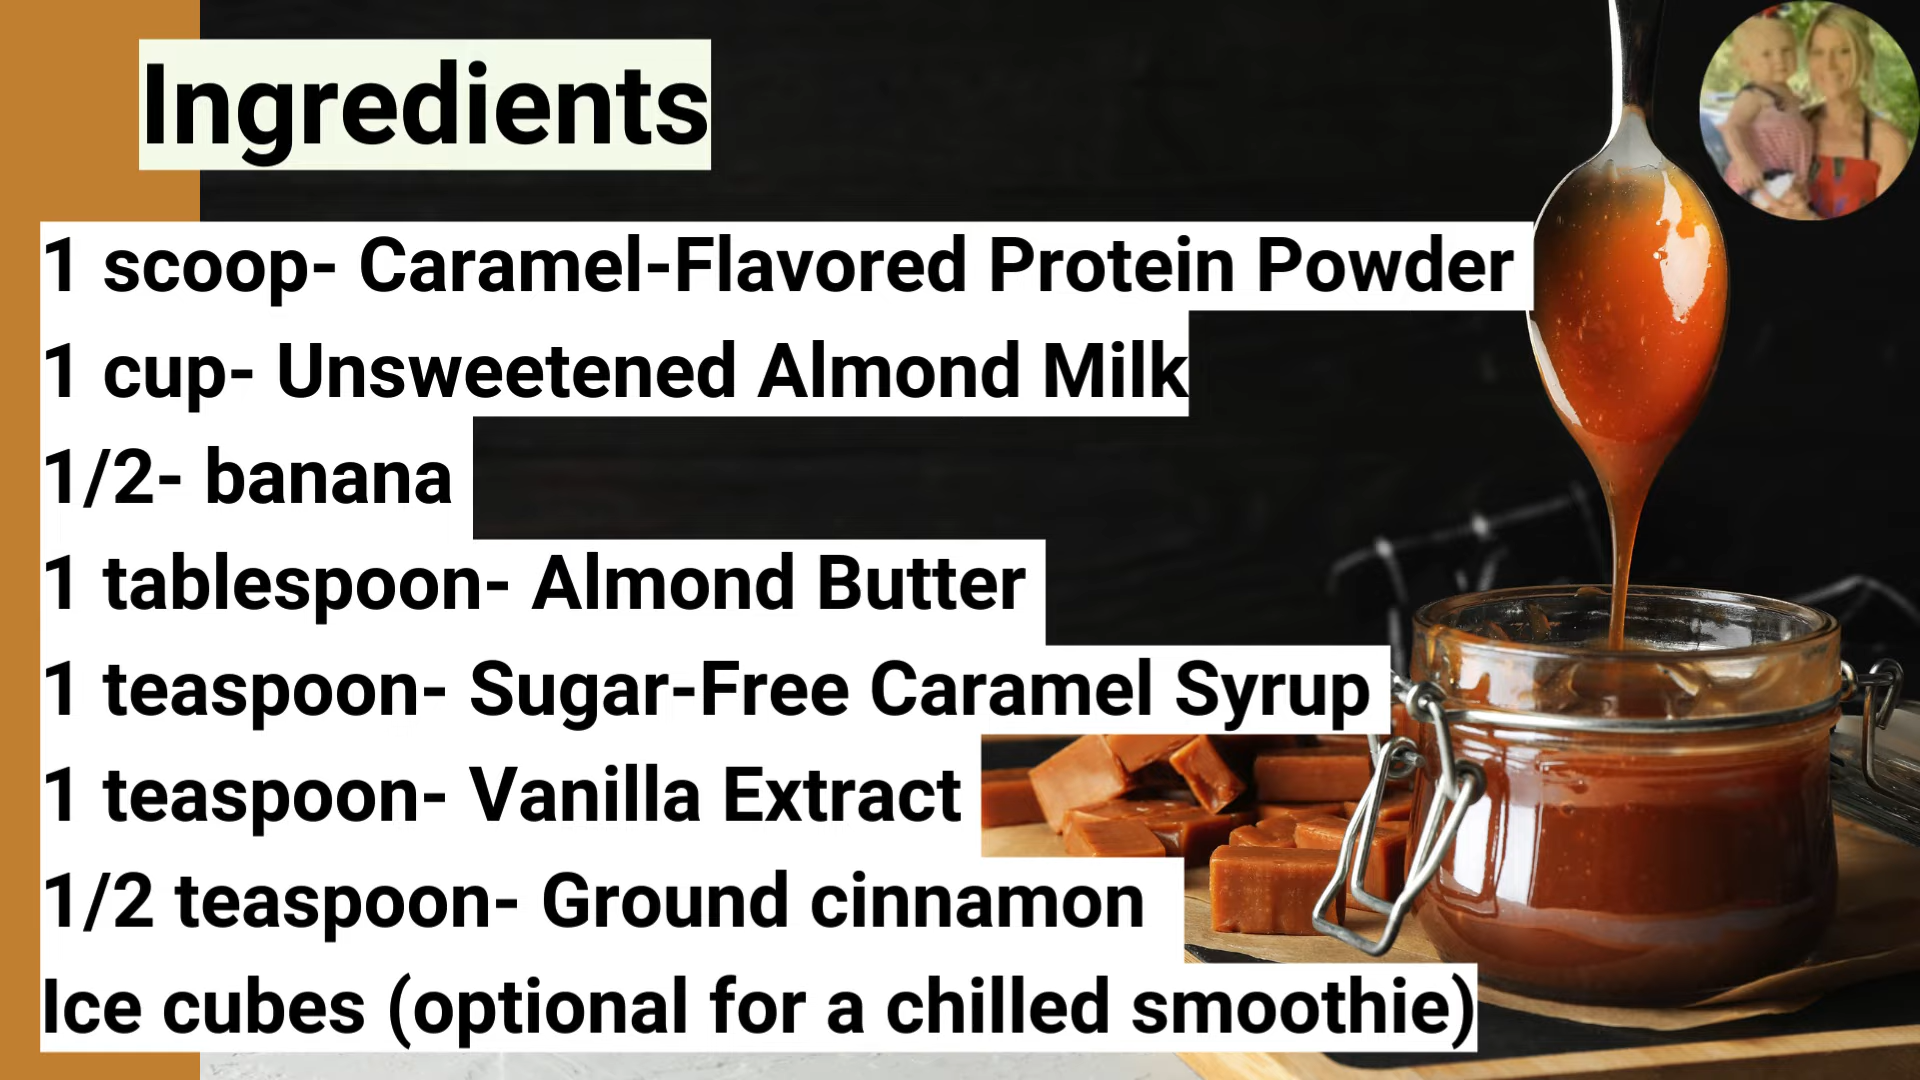 Ingredients
1 scoop- Caramel-Flavored Protein Powder
1 cup- Unsweetened Almond Milk
1/2- banana
1 tablespoon- Almond Butter
1 teaspoon- Sugar-Free Caramel Syrup
1 teaspoon- Vanilla Extract
1/2 teaspoon- Ground cinnamon
Ice cubes (optional for a chilled smoothie)